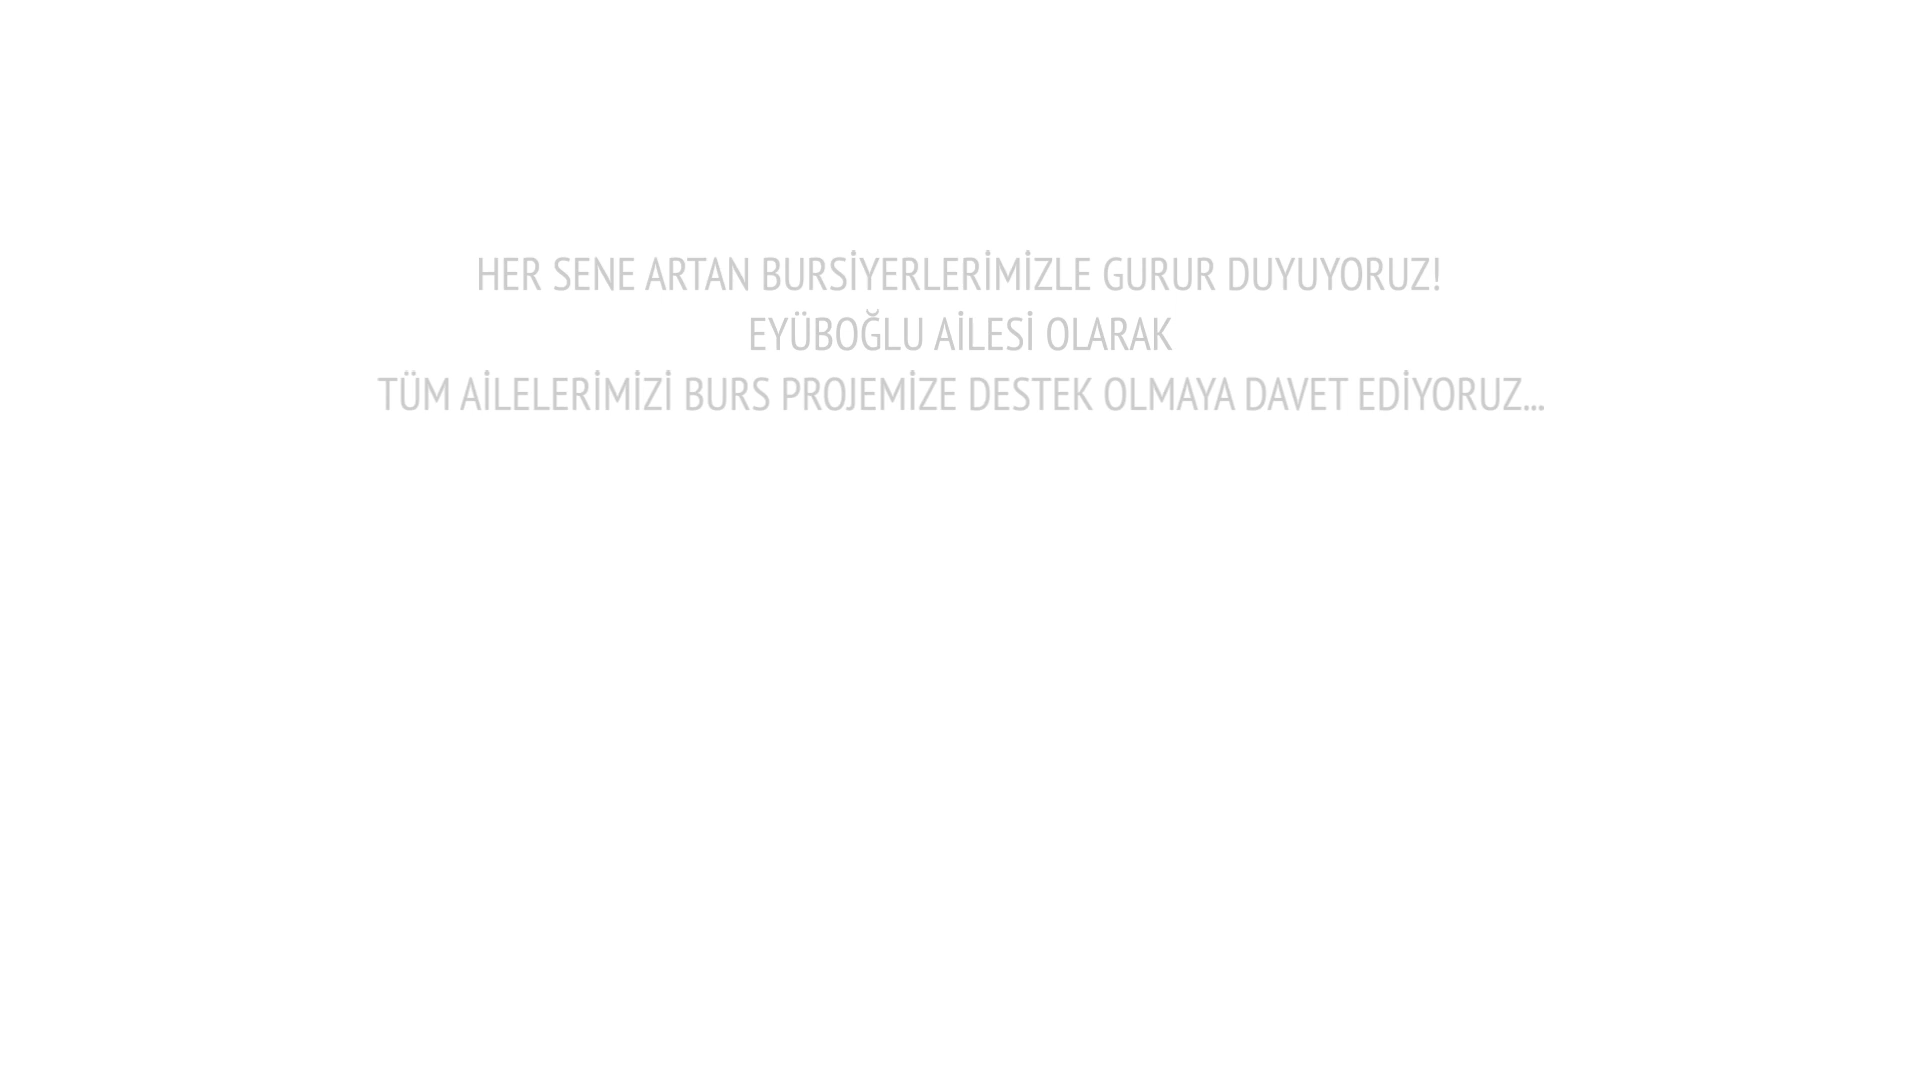 HER SENE ARTAN BURSİYERLERİMİZLE GURUR DUYUYORUZ!
EYÜBOĞLU AİLESİ OLARAK
TÜM AİLELERİMİZİ BURS PROJEMİZE DESTEK OLMAYA DAVET EDİYORUZ...